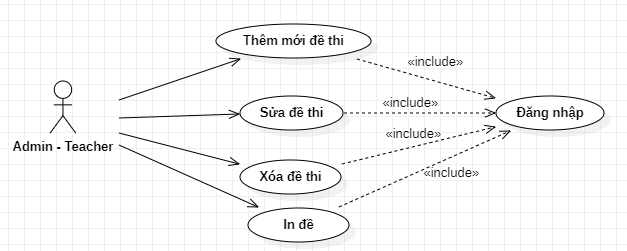 Thêm mới đề thi
«include»
Sửa đề thi
«include»
Đăng nhập
«include»
Admin - Teacher
Xóa đề thi
«include»
In đề